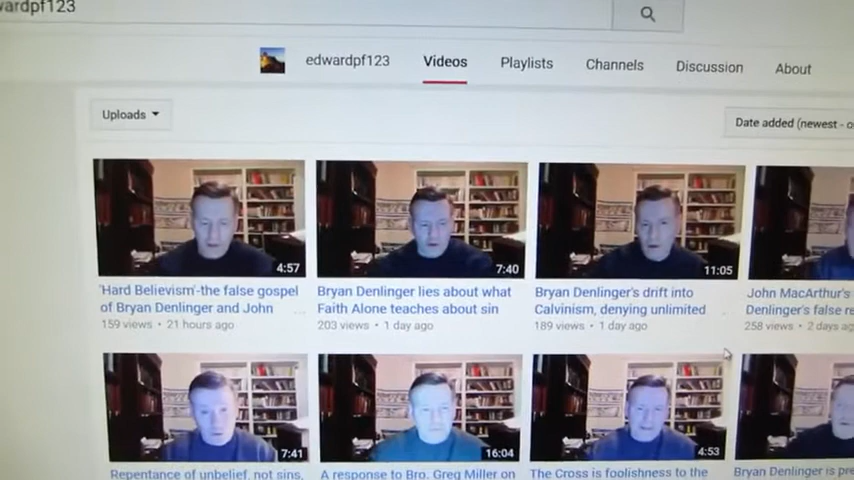 vardpf123
edwardpf123 Videos Playlists Channels Discussion About
Uploads
Date added (newest - o
4:57 7:40 11:05
'Hard Believism'-the false gospel of Bryan Denlinger and John ...
159 views • 21 hours ago
Bryan Denlinger lies about what Faith Alone teaches about sin
203 views • 1 day ago
Bryan Denlinger's drift into Calvinism, denying unlimited
189 views • 1 day ago
John MacArthur's
Denlinger's false re
258 views • 2 days ag
7:41 16:04 4:53
Repentance of unbelief, not sins,
A response to Bro. Greg Miller on
The Cross is foolishness to the
Bryan Denlinger is pre